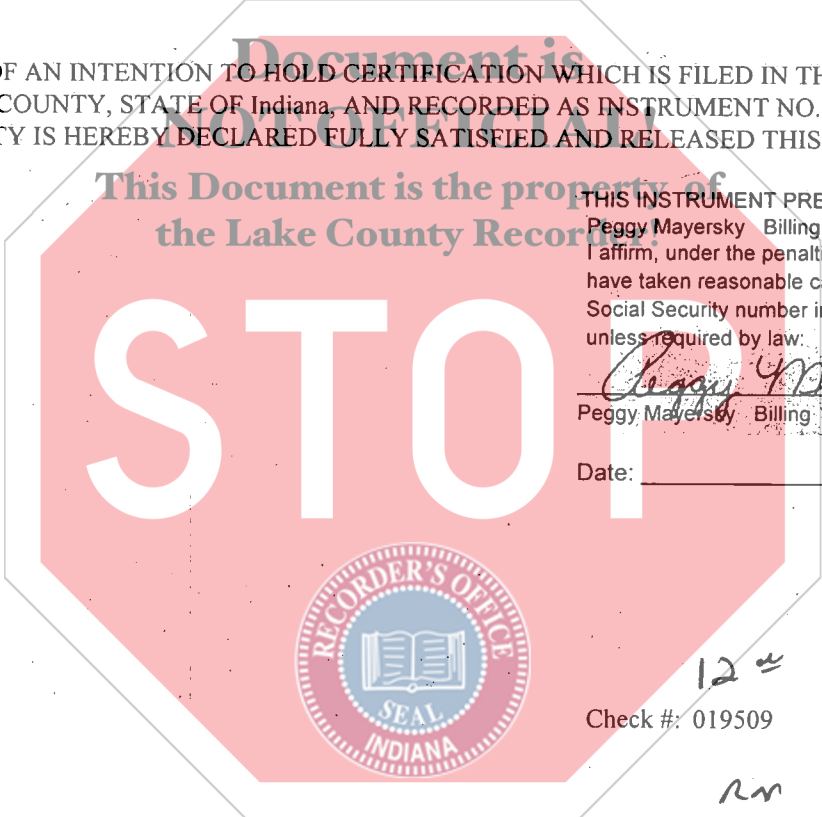 Document is
OF AN INTENTION TO HOLD CERTIFICATION WHICH IS FILED IN TH
COUNTY, STATE OF Indiana, AND RECORDED AS INSTRUMENT NO.
NOT OFFICIAL!
TY IS HEREBY DECLARED FULLY SATISFIED AND RELEASED THIS
This Document is the property of
the Lake County Recorder!
THIS INSTRUMENT PRE
Peggy Mayersky Billing
I affirm, under the penalt
have taken reasonable c
Social Security number i
unless required by law:
Peggy
Peggy Mayersky Billing
Date:
STOP
RECORDER'S OFFICE
SEAL
INDIANA
12
Check #: 019509